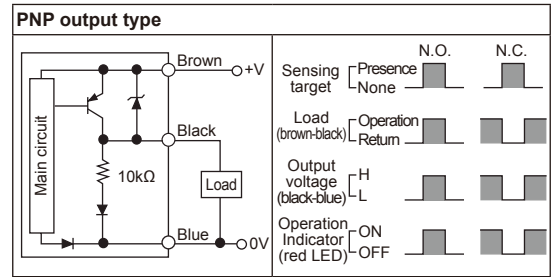 PNP output type
Main circuit
Brown
+V
Black
10kΩ
Load
Blue
0V
N.O.
N.C.
Sensing target
Presence
None
Load (brown-black)
Operation
Return
Output voltage (black-blue)
H
L
Operation Indicator (red LED)
ON
OFF